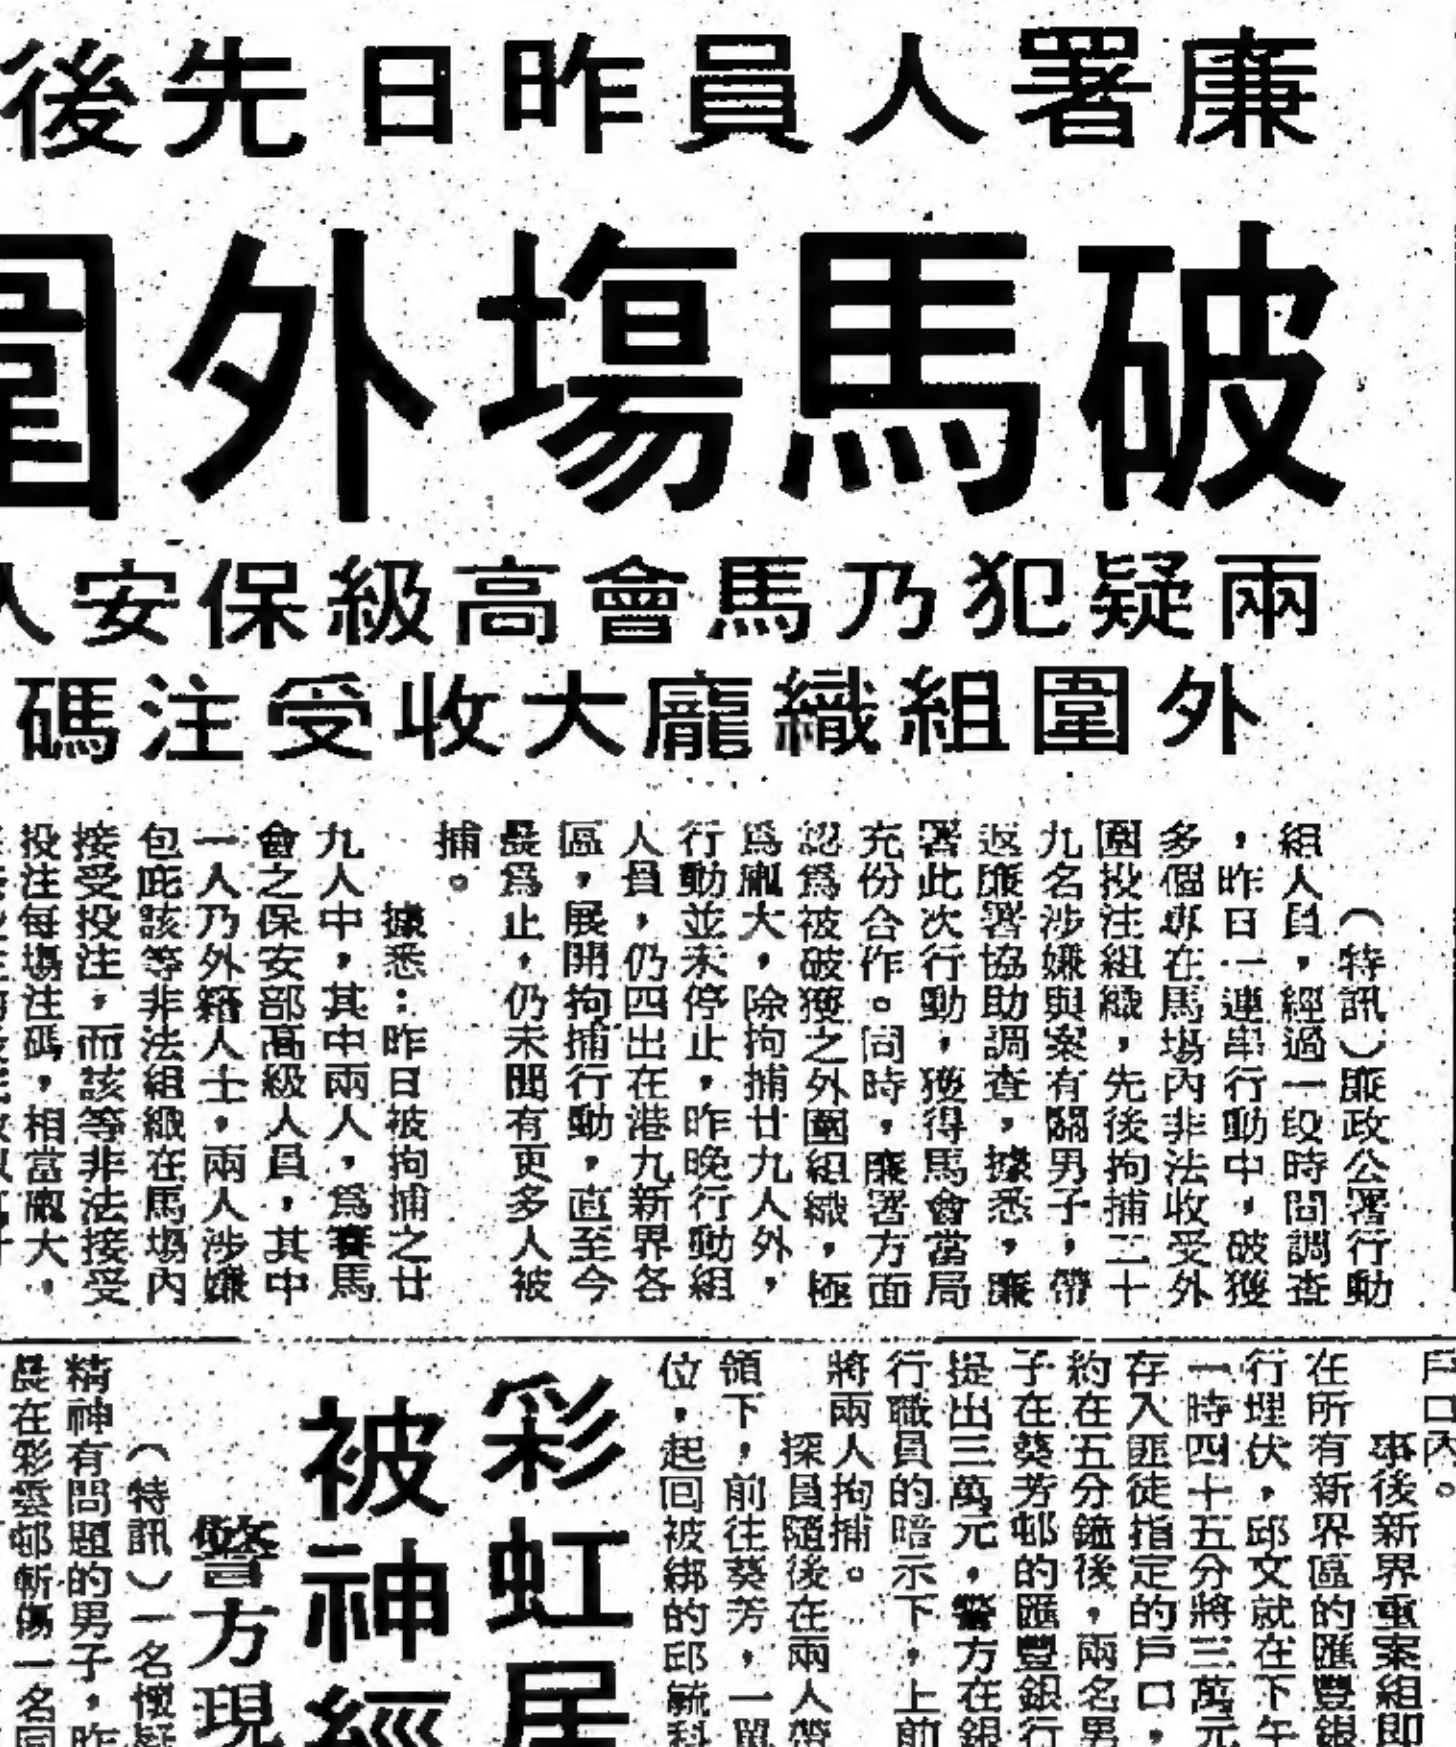 廉署人員昨日先後
破馬塲外圍
兩疑犯乃馬會高級保安人
外圍組織龐大收受注碼
（特訊）廉政公署行動
組人員，經過一段時間調查
，昨日一連串行動中，破獲
多個專在馬塲內非法收受外
圍投注組織，先後拘捕二十
九名涉嫌與案有關男子，帶
返廉署協助調查，據悉，廉
署此次行動，獲得馬會當局
充份合作。同時，廉署方面
認爲被破獲之外圍組織，極
爲龐大，除拘捕廿九人外，
行動並未停止，昨晚行動組
人員，仍四出在港九新界各
區，展開拘捕行動，直至今
晨爲止，仍未聞有更多人被
捕。
據悉：昨日被拘捕之廿
九人中，其中兩人，爲賽馬
會之保安部高級人員，其中
一人乃外籍人士，兩人涉嫌
包庇該等非法組織在馬塲內
接受投注，而該等非法接受
投注每塲注碼，相當龐大，
戶口內。
事後新界重案組即
在所有新界區的匯豐銀
行埋伏，邱文就在下午
一時四十五分將三萬元
存入匪徒指定的戶口，
約在五分鐘後，兩名男
子在葵芳邨的匯豐銀行
提出三萬元，警方在銀
行職員的暗示下，上前
將兩人拘捕。
探員隨後在兩人帶
領下，前往葵芳，一單
位，起回被綁的邱毓科
彩虹居
被神經
警方現
（特訊）一名懷疑
精神有問題的男子，昨
晨在彩雲邨斬傷一名同